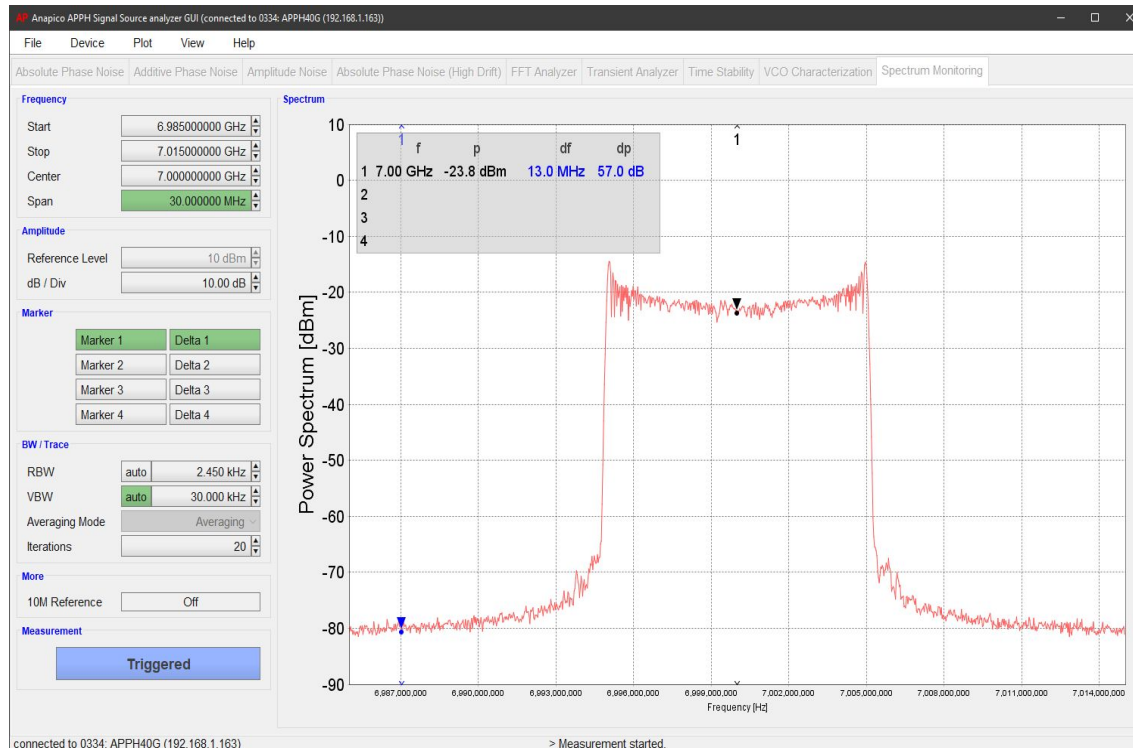 AP Anapico APPH Signal Source analyzer GUI (connected to 0334: APPH40G (192.168.1.163))
File Device Plot View Help
Absolute Phase Noise Additive Phase Noise Amplitude Noise Absolute Phase Noise (High Drift) FFT Analyzer Transient Analyzer Time Stability VCO Characterization Spectrum Monitoring
Frequency
Start 6.985000000 GHz
Stop 7.015000000 GHz
Center 7.000000000 GHz
Span 30.000000 MHz
Amplitude
Reference Level 10 dBm
dB / Div 10.00 dB
Marker
Marker 1 Delta 1
Marker 2 Delta 2
Marker 3 Delta 3
Marker 4 Delta 4
BW / Trace
RBW auto 2.450 kHz
VBW auto 30.000 kHz
Averaging Mode Averaging
Iterations 20
More
10M Reference Off
Measurement
Triggered
Spectrum
Power Spectrum [dBm]
10
0
-10
-20
-30
-40
-50
-60
-70
-80
-90
1 1
f p df dp
1 7.00 GHz -23.8 dBm 13.0 MHz 57.0 dB
2
3
4
6,987,000,000 6,990,000,000 6,993,000,000 6,996,000,000 6,999,000,000 7,002,000,000 7,005,000,000 7,008,000,000 7,011,000,000 7,014,000,000
Frequency [Hz]
connected to 0334: APPH40G (192.168.1.163) > Measurement started.